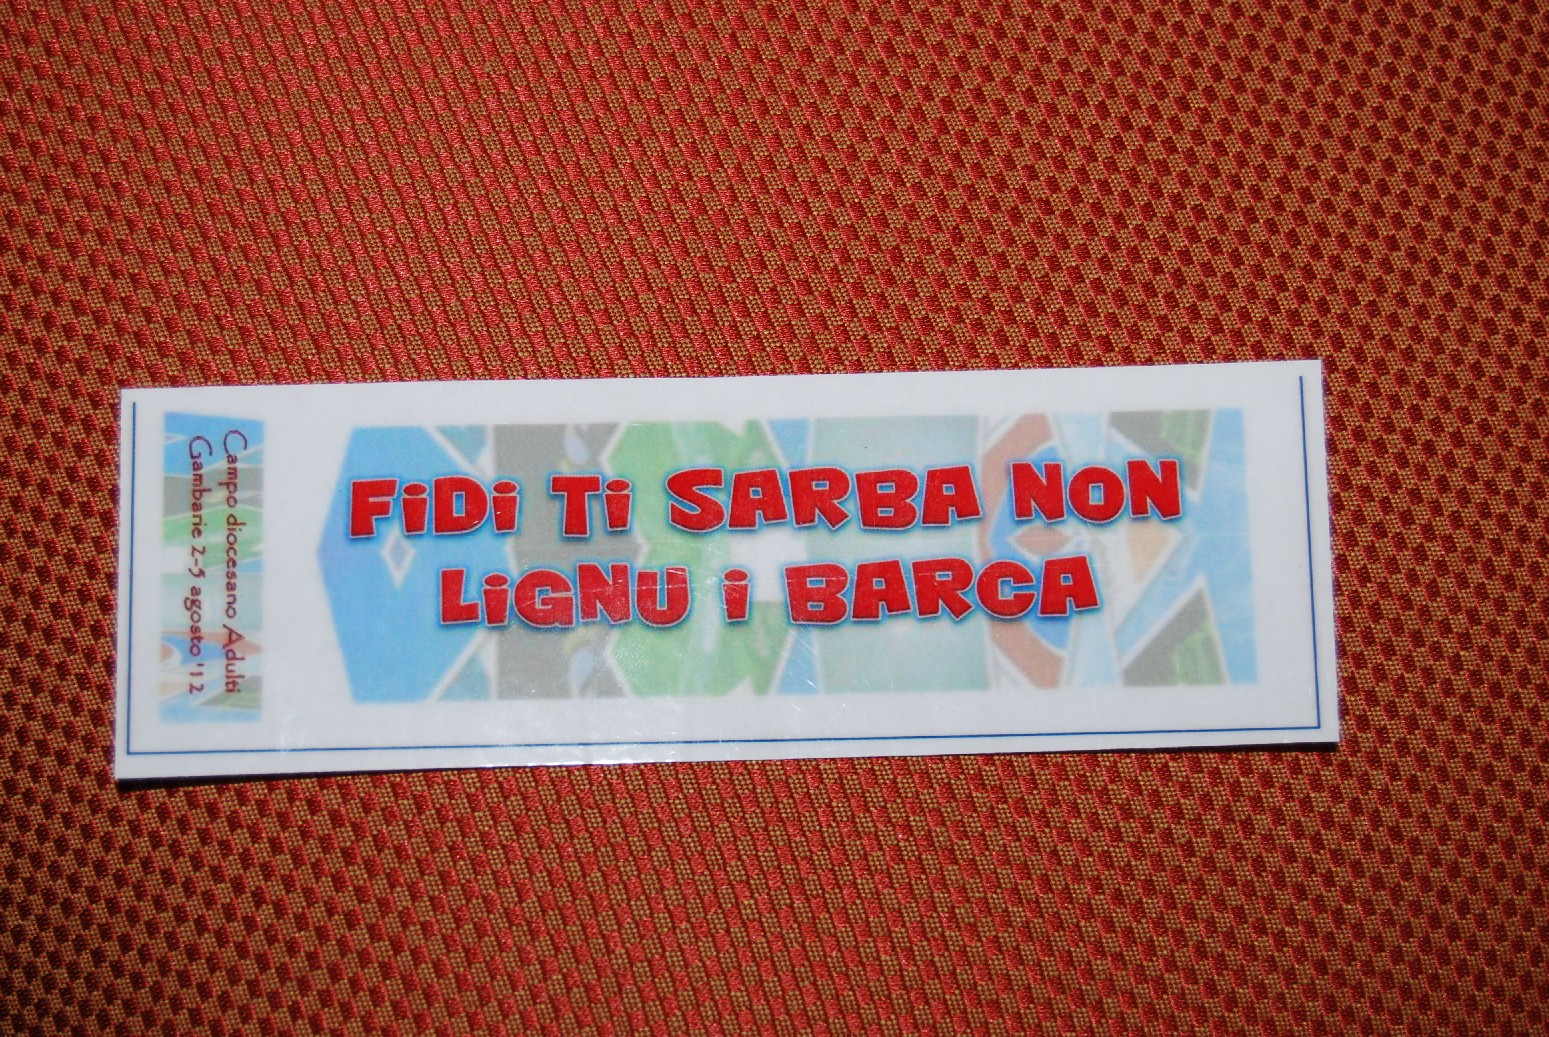 FiDi Ti SARBA NON
LiGNU i BARCA
Campo diocesano Adulti
Gambarie 2-5 agosto '12